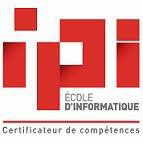 ipi
ÉCOLE
D'INFORMATIQUE
Certificateur de compétences